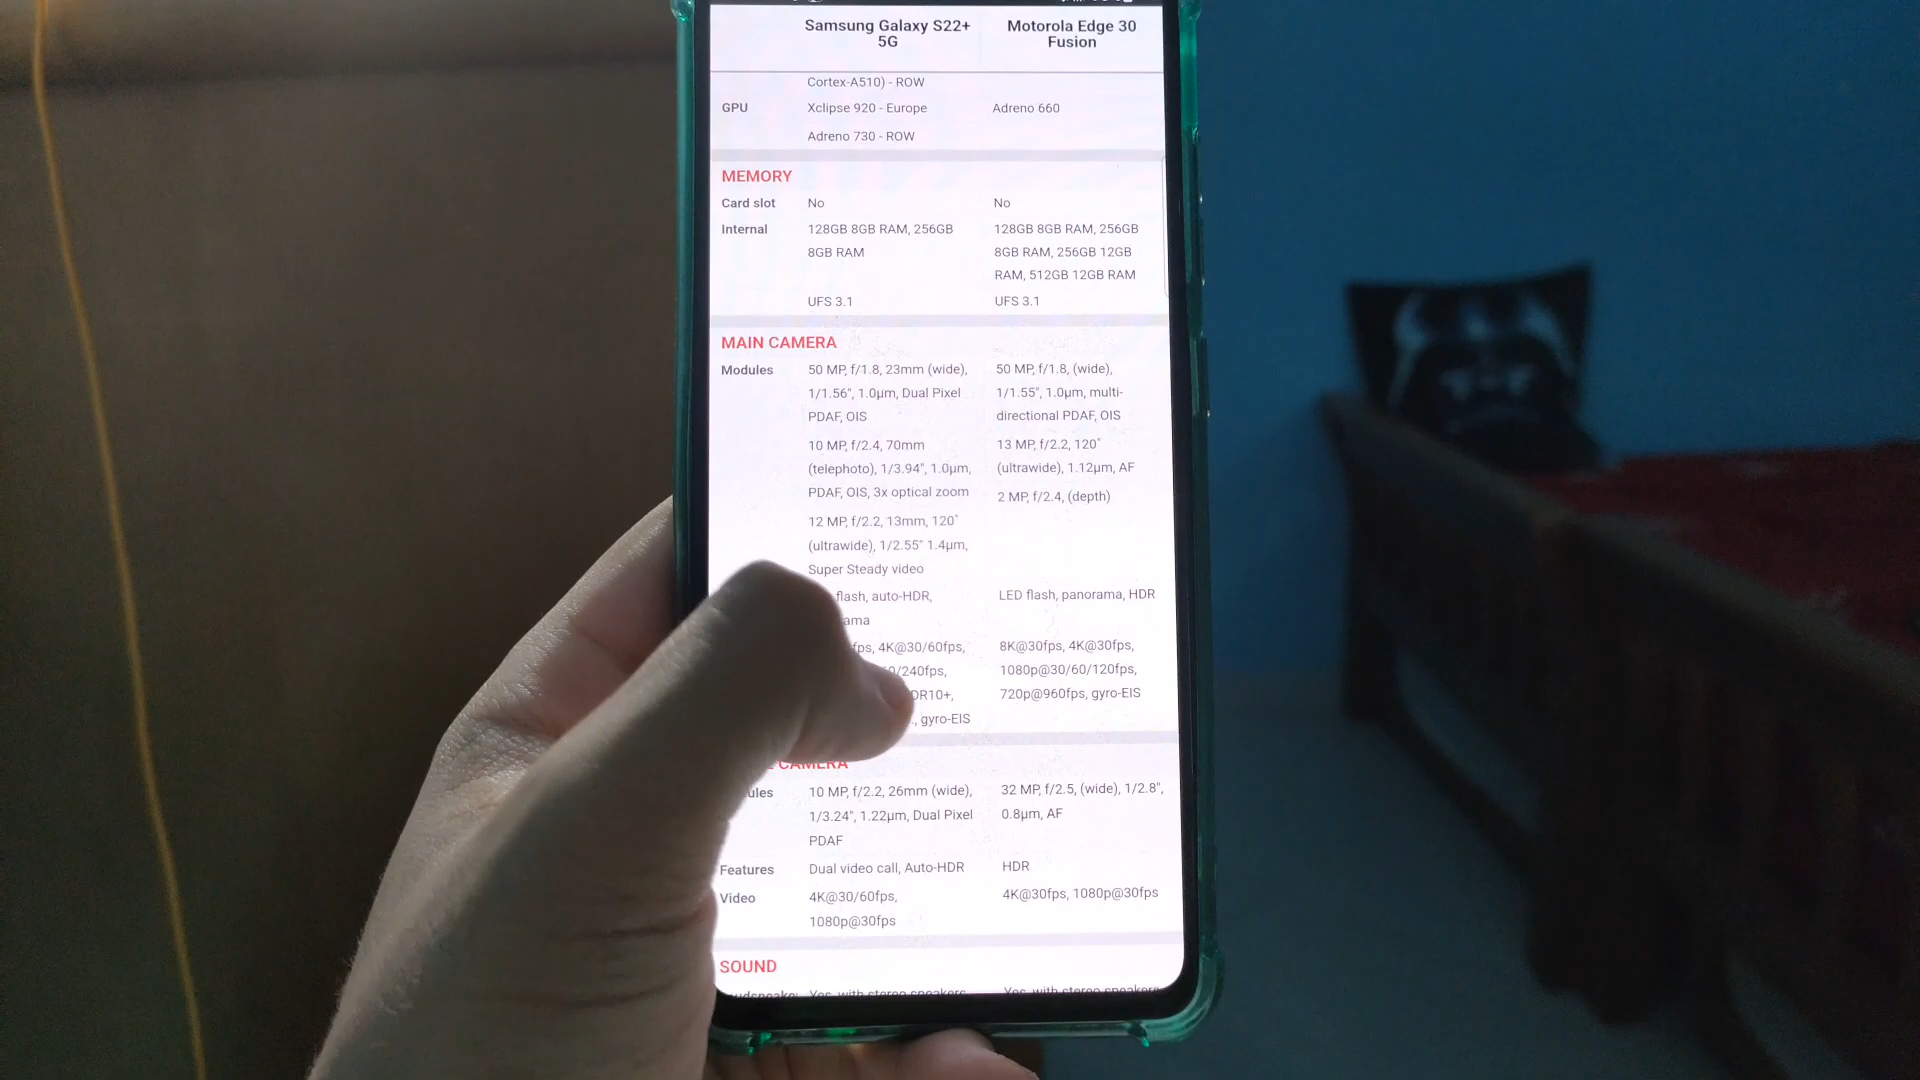 Samsung Galaxy S22+ Motorola Edge 30
5G Fusion
Cortex-A510) - ROW
GPU Xclipse 920 - Europe Adreno 660
Adreno 730 - ROW
MEMORY
Card slot No No
Internal 128GB 8GB RAM, 256GB 128GB 8GB RAM, 256GB
8GB RAM 8GB RAM, 256GB 12GB
RAM, 512GB 12GB RAM
UFS 3.1 UFS 3.1
MAIN CAMERA
Modules 50 MP, f/1.8, 23mm (wide), 50 MP, f/1.8, (wide),
1/1.56", 1.0µm, Dual Pixel 1/1.55", 1.0µm, multi-
PDAF, OIS directional PDAF, OIS
10 MP, f/2.4, 70mm 13 MP, f/2.2, 120˚
(telephoto), 1/3.94", 1.0µm, (ultrawide), 1.12µm, AF
PDAF, OIS, 3x optical zoom 2 MP, f/2.4, (depth)
12 MP, f/2.2, 13mm, 120˚
(ultrawide), 1/2.55" 1.4µm,
Super Steady video
flash, auto-HDR, LED flash, panorama, HDR
4K@30/60fps, 8K@30fps, 4K@30fps,
1080p@30/60/120fps,
720p@960fps, gyro-EIS
gyro-EIS
CAMERA
10 MP, f/2.2, 26mm (wide), 32 MP, f/2.5, (wide), 1/2.8",
1/3.24", 1.22µm, Dual Pixel 0.8µm, AF
PDAF
Features Dual video call, Auto-HDR HDR
Video 4K@30/60fps, 4K@30fps, 1080p@30fps
1080p@30fps
SOUND
Yes, with stereo speakers Yes, with stereo speakers